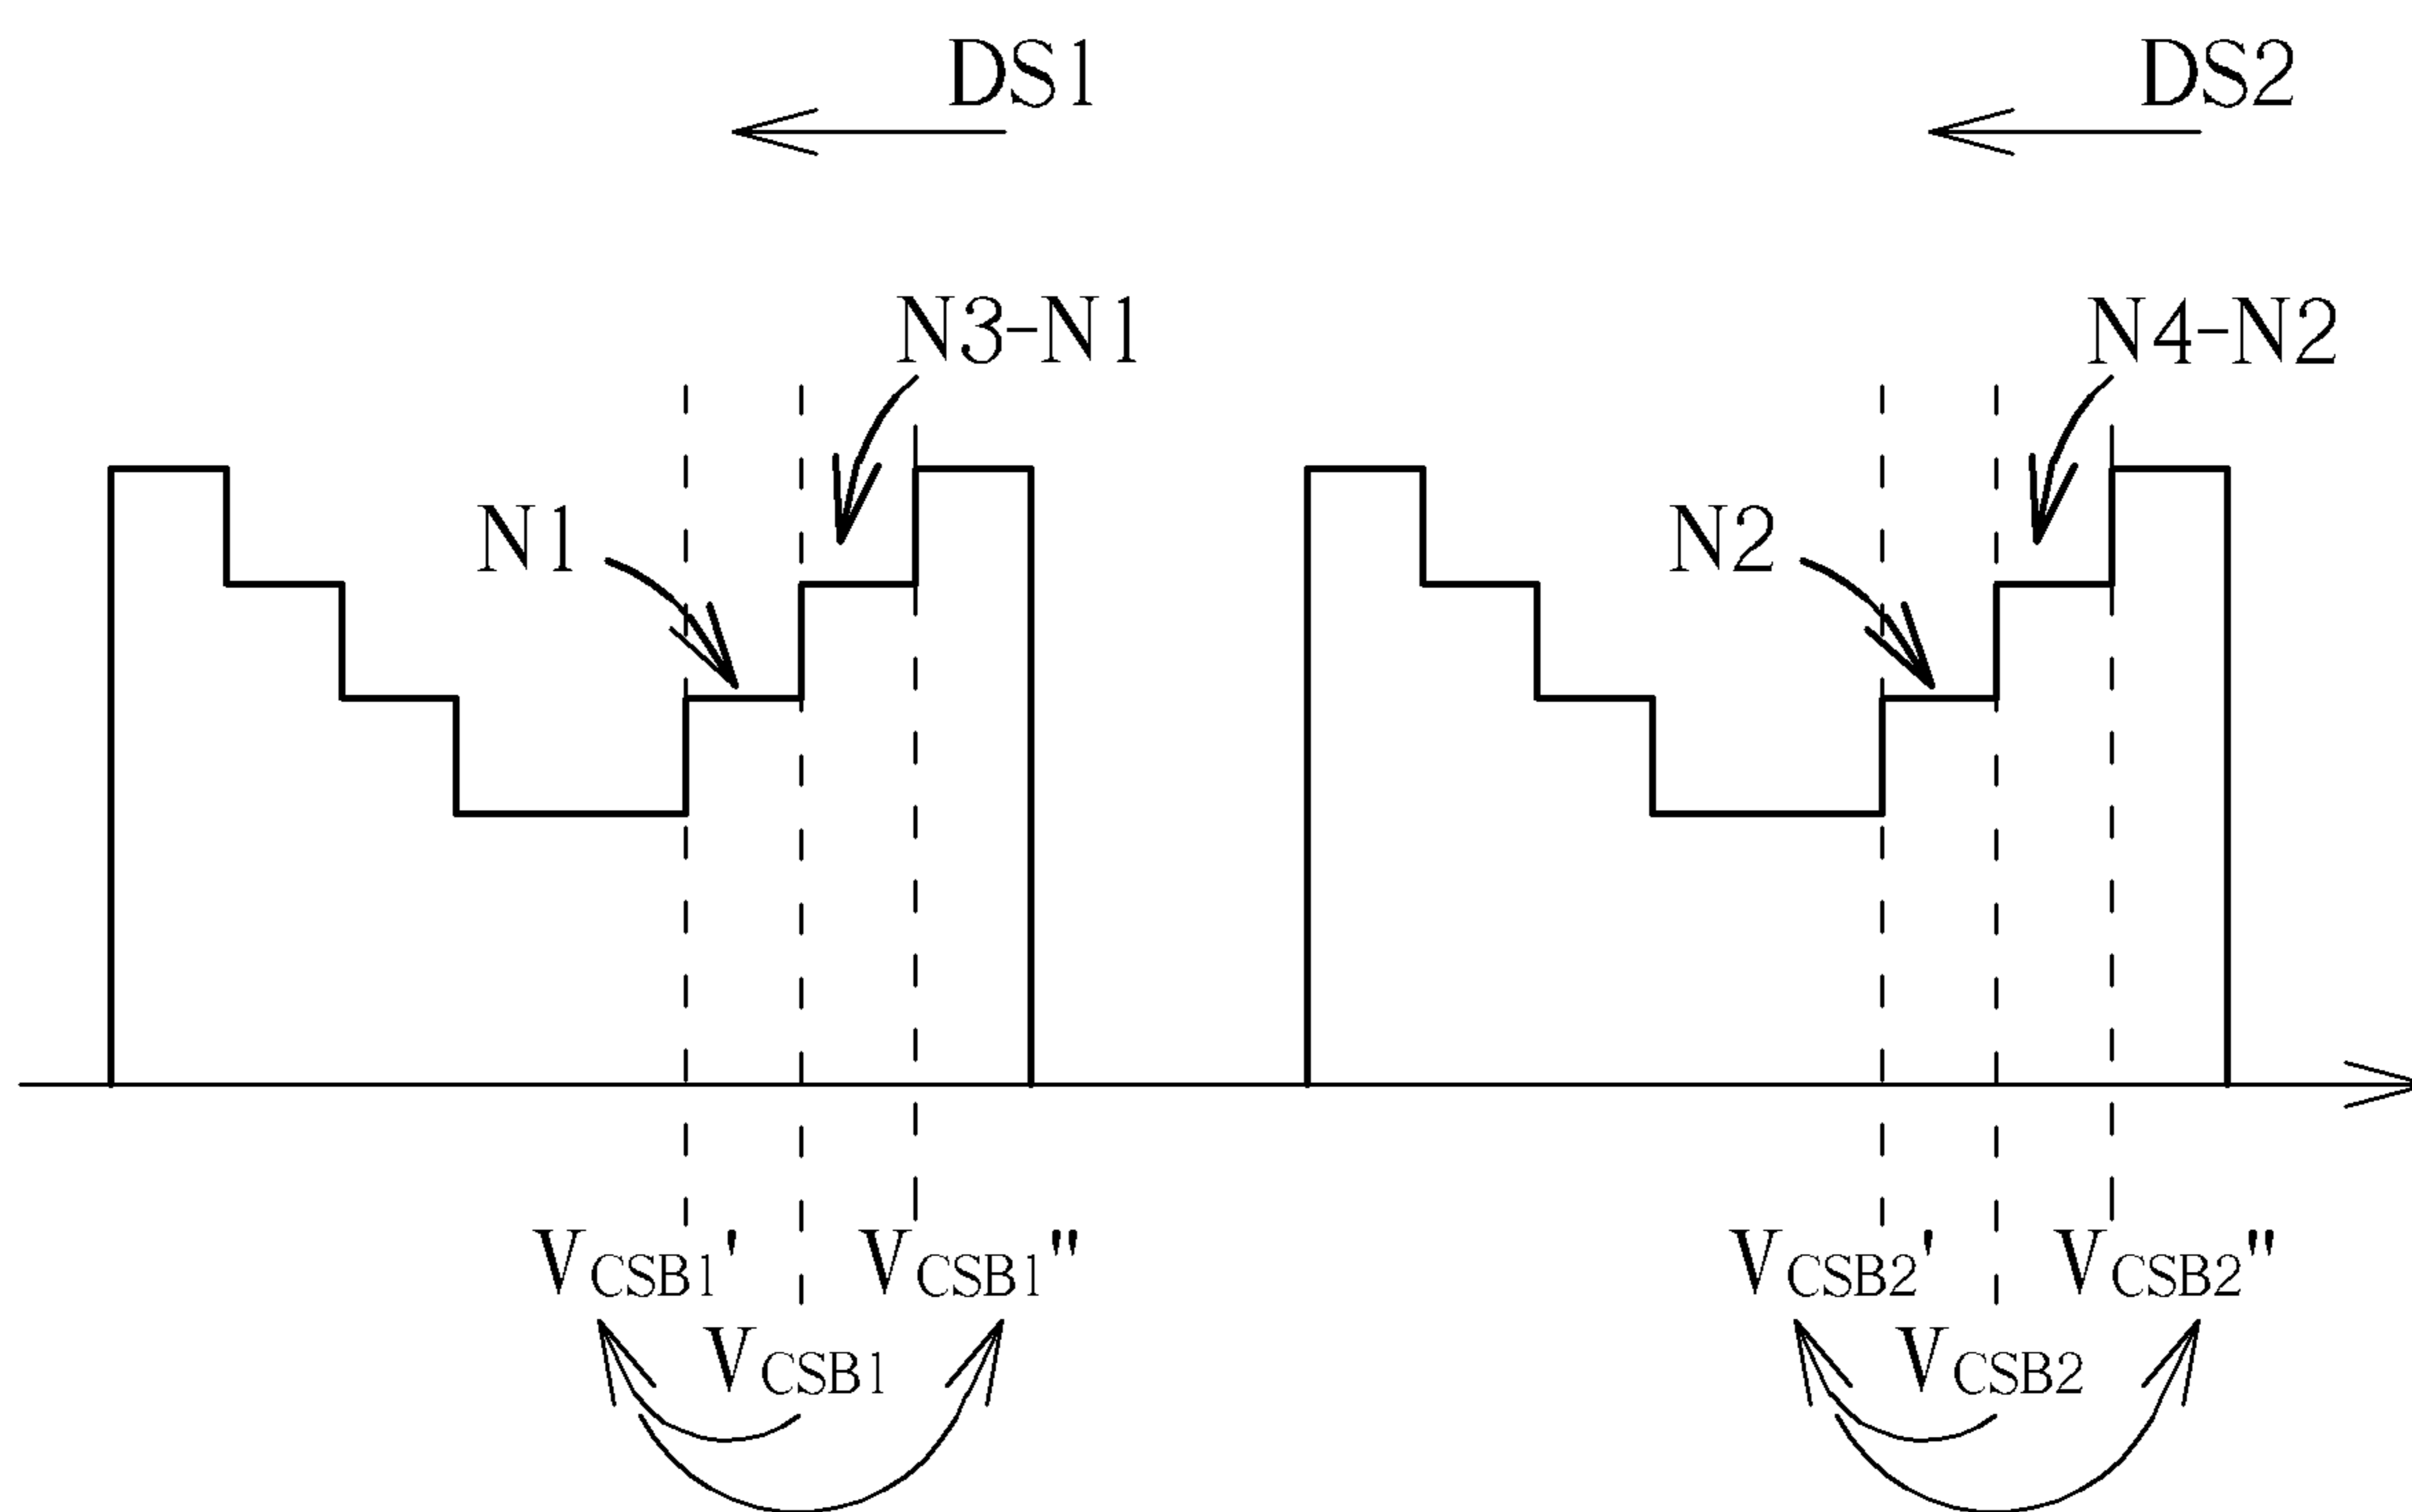 DS1 DS2
N3-N1 N4-N2
N1 N2
VCSB1' VCSB1" VCSB2' VCSB2"
VCSB1 VCSB2